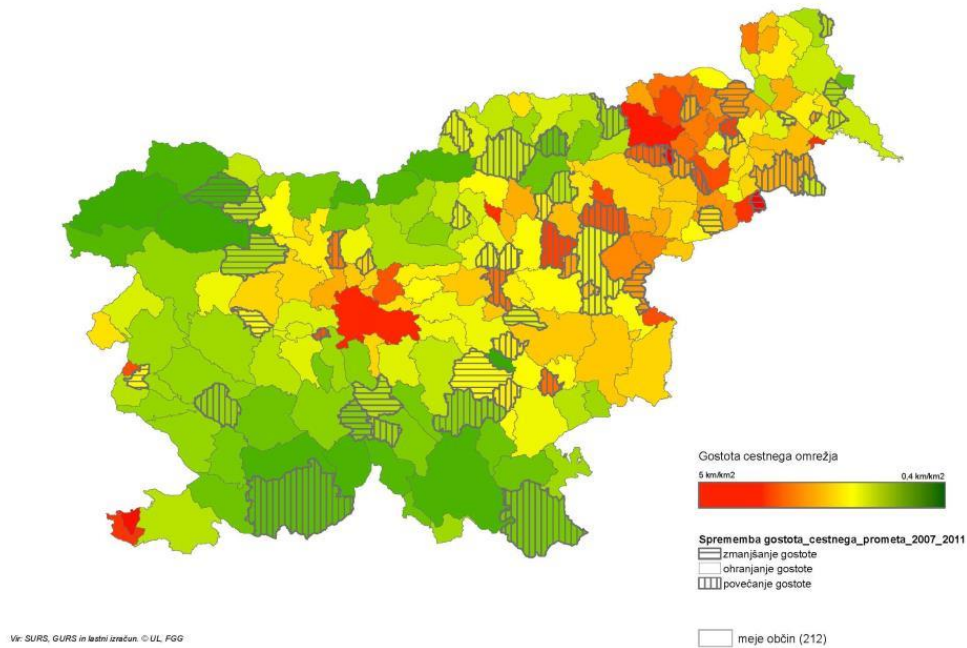 Gostota cestnega omrežja
5 km/km2 0,4 km/km2
Sprememba gostota_cestnega_prometa_2007_2011
zmanjšanje gostote
ohranjanje gostote
povečanje gostote
Vir: SURS, GURS in lastni izračun. © UL, FGG
meje občin (212)